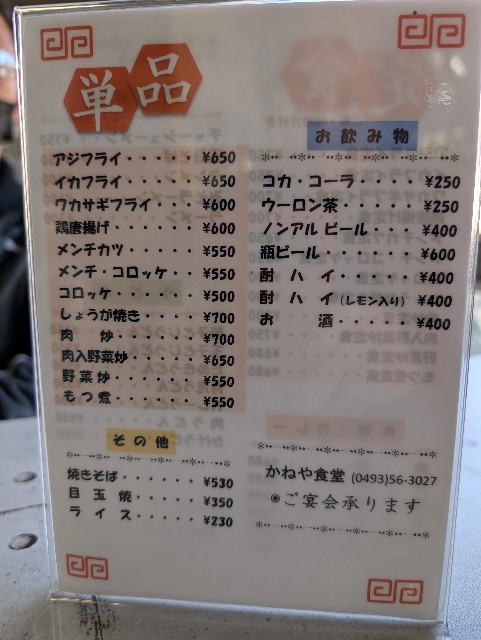 単品
アジフライ・・・・・¥650
イカフライ・・・・・¥650
ワカサギフライ・・・¥600
鶏唐揚げ・・・・・・¥600
メンチカツ・・・・・¥550
メンチ・コロッケ・・¥550
コロッケ・・・・・・¥500
しょうが焼き・・・・¥700
肉　炒・・・・・・・¥700
肉入野菜炒・・・・・¥650
野菜炒・・・・・・・¥550
もつ煮・・・・・・・¥550
その他
焼きそば・・・・・・¥530
目玉焼・・・・・・・¥350
ライス・・・・・・・¥230
お飲み物
コカ・コーラ・・・・¥250
ウーロン茶・・・・・¥250
ノンアルビール・・・¥400
瓶ビール・・・・・・¥600
酎　ハ　イ・・・・・¥400
酎　ハ　イ（レモン入り）¥400
お　　酒・・・・・¥400
かねや食堂 (0493)56-3027
◉ご宴会承ります